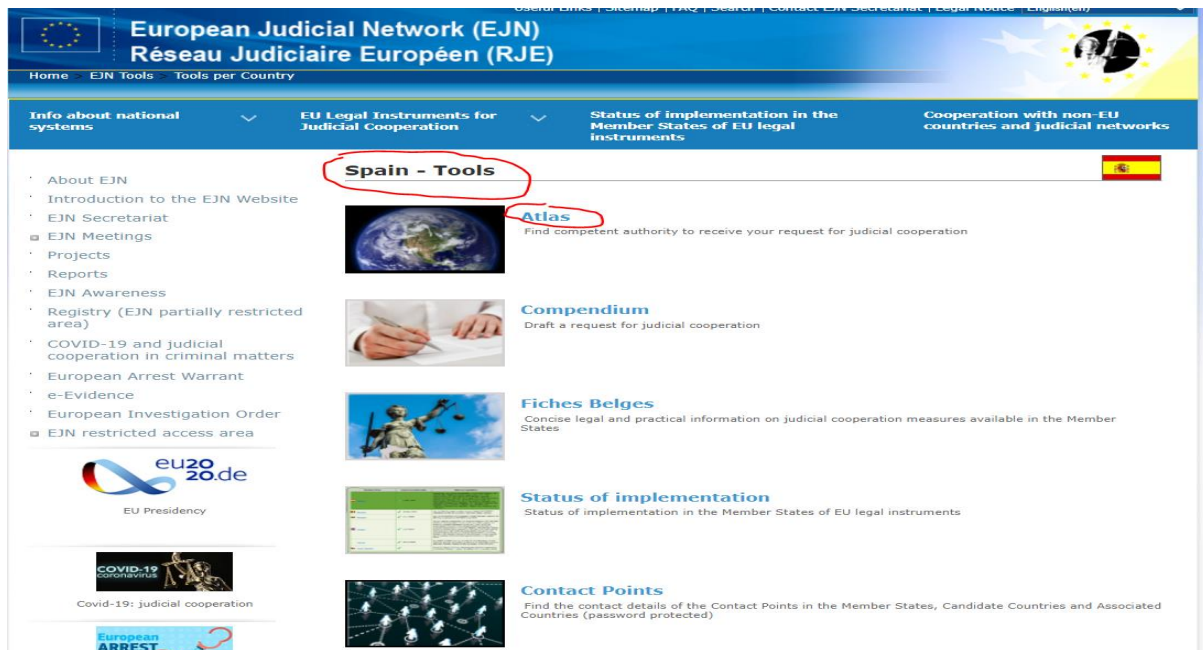 Useful Links | Sitemap | FAQ | Search | Contact EJN Secretariat | Legal Notice English(en)
European Judicial Network (EJN)
Réseau Judiciaire Européen (RJE)
Home > EJN Tools > Tools per Country
Info about national
systems
EU Legal Instruments for
Judicial Cooperation
Status of implementation in the
Member States of EU legal
instruments
Cooperation with non-EU
countries and judicial networks
About EJN
Introduction to the EJN Website
EJN Secretariat
EJN Meetings
Projects
Reports
EJN Awareness
Registry (EJN partially restricted
area)
COVID-19 and judicial
cooperation in criminal matters
European Arrest Warrant
e-Evidence
European Investigation Order
EJN restricted access area
eu20
20.de
EU Presidency
COVID-19
coronavirus
Covid-19: judicial cooperation
European
ARREST
Spain - Tools
Atlas
Find competent authority to receive your request for judicial cooperation
Compendium
Draft a request for judicial cooperation
Fiches Belges
Concise legal and practical information on judicial cooperation measures available in the Member
States
Status of implementation
Status of implementation in the Member States of EU legal instruments
Contact Points
Find the contact details of the Contact Points in the Member States, Candidate Countries and Associated
Countries (password protected)